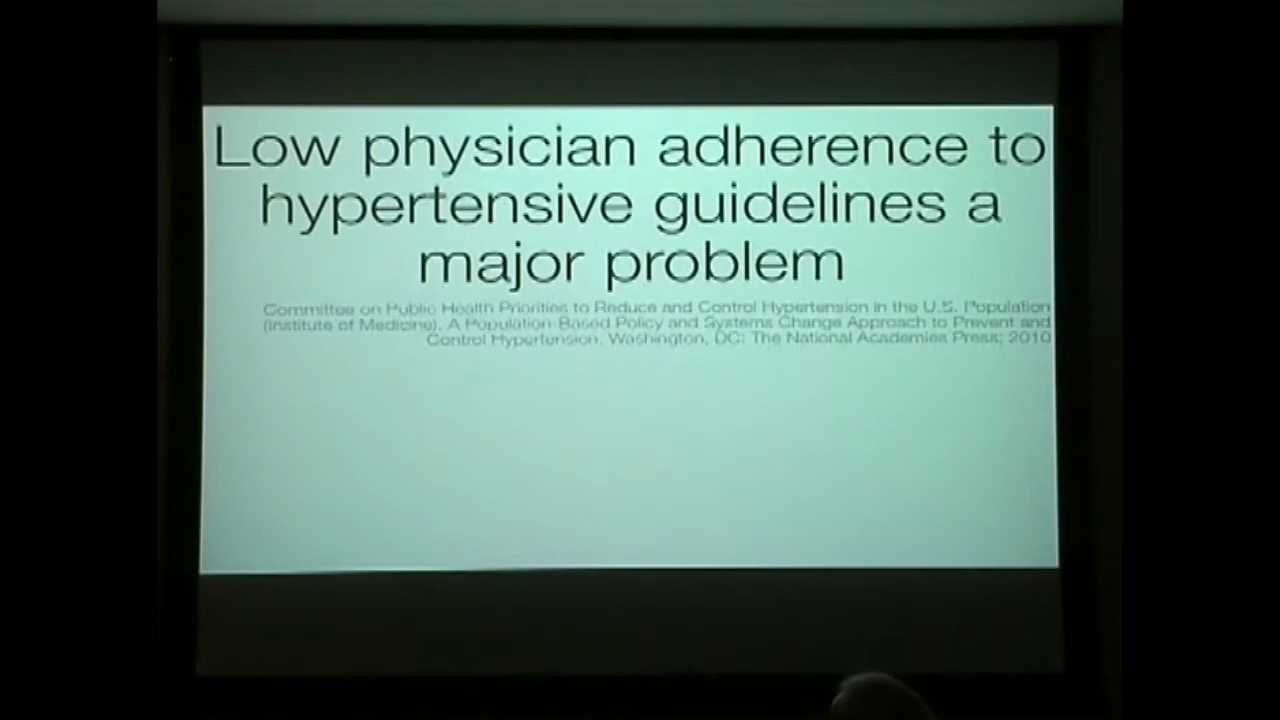 Low physician adherence to
hypertensive guidelines a
major problem
Committee on Public Health Priorities to Reduce and Control Hypertension in the U.S. Population
(Institute of Medicine). A Population-Based Policy and Systems Change Approach to Prevent and
Control Hypertension. Washington, DC: The National Academies Press; 2010